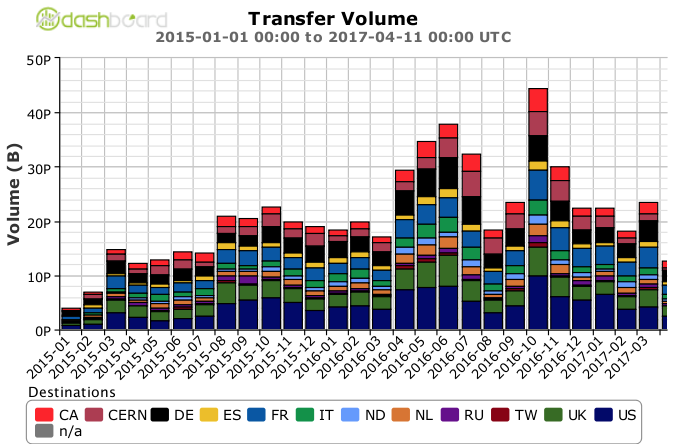 dashboard
Transfer Volume
2015-01-01 00:00 to 2017-04-11 00:00 UTC
Volume (B)
50P
40P
30P
20P
10P
0P
2015-01
2015-02
2015-03
2015-04
2015-05
2015-06
2015-07
2015-08
2015-09
2015-10
2015-11
2015-12
2016-01
2016-02
2016-03
2016-04
2016-05
2016-06
2016-07
2016-08
2016-09
2016-10
2016-11
2016-12
2017-01
2017-02
2017-03
Destinations
CA CERN DE ES FR IT ND NL RU TW UK US
n/a